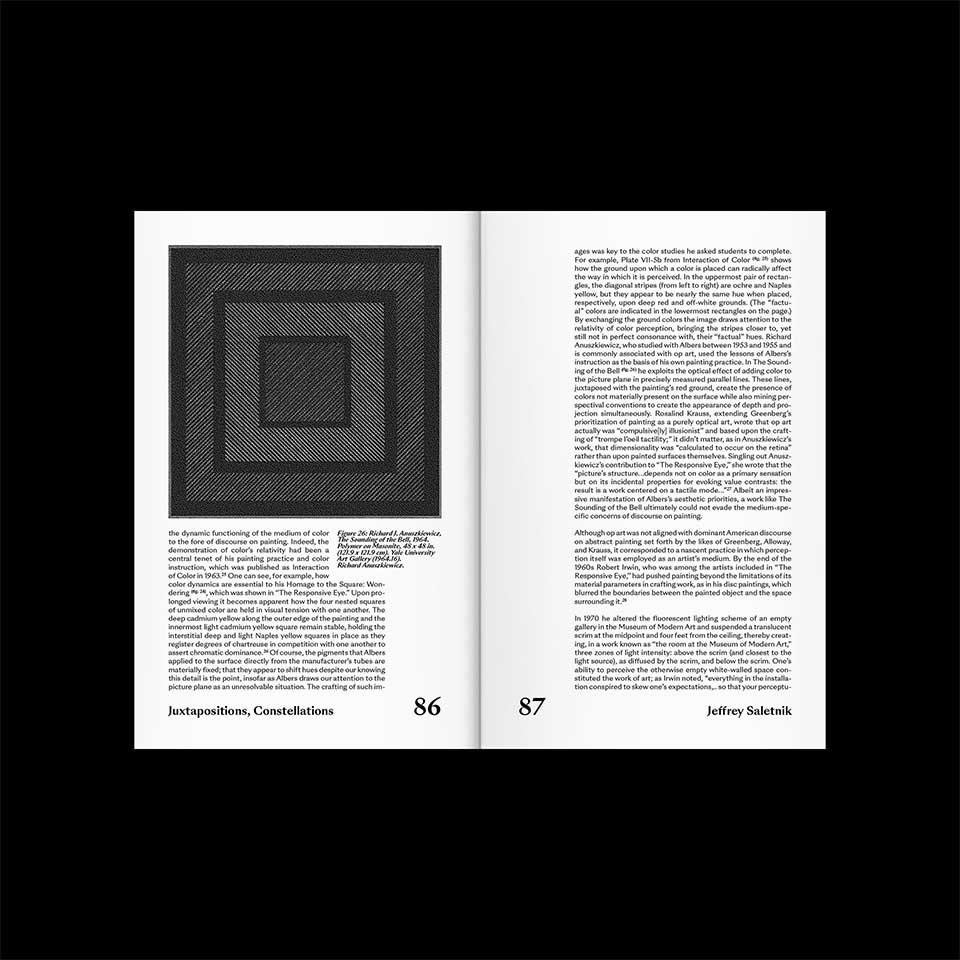 the dynamic functioning of the medium of color
to the fore of discourse on painting. Indeed, the
demonstration of color's relativity had been a
central tenet of his painting practice and color
instruction, which was published as Interaction
of Color in 1963.²⁵ One can see, for example, how
color dynamics are essential to his Homage to the Square: Won-
dering (fig. 24), which was shown in "The Responsive Eye." Upon pro-
longed viewing it becomes apparent how the four nested squares
of unmixed color are held in visual tension with one another. The
deep cadmium yellow along the outer edge of the painting and the
innermost light cadmium yellow square remain stable, holding the
interstitial deep and light Naples yellow squares in place as they
register degrees of chartreuse in competition with one another to
assert chromatic dominance.²⁶ Of course, the pigments that Albers
applied to the surface directly from the manufacturer's tubes are
materially fixed; that they appear to shift hues despite our knowing
this detail is the point, insofar as Albers draws our attention to the
picture plane as an unresolvable situation. The crafting of such im-
Figure 26: Richard J. Anuszkiewicz,
The Sounding of the Bell, 1964.
Polymer on Masonite, 48 x 48 in.
(121.9 x 121.9 cm). Yale University
Art Gallery (1964.16).
Richard Anuszkiewicz.
Juxtapositions, Constellations
86
ages was key to the color studies he asked students to complete.
For example, Plate VII-5b from Interaction of Color (fig. 25) shows
how the ground upon which a color is placed can radically affect
the way in which it is perceived. In the uppermost pair of rectan-
gles, the diagonal stripes (from left to right) are ochre and Naples
yellow, but they appear to be nearly the same hue when placed,
respectively, upon deep red and off-white grounds. (The "factu-
al" colors are indicated in the lowermost rectangles on the page.)
By exchanging the ground colors the image draws attention to the
relativity of color perception, bringing the stripes closer to, yet
still not in perfect consonance with, their "factual" hues. Richard
Anuszkiewicz, who studied with Albers between 1953 and 1955 and
is commonly associated with op art, used the lessons of Albers's
instruction as the basis of his own painting practice. In The Sound-
ing of the Bell (fig. 26) he exploits the optical effect of adding color to
the picture plane in precisely measured parallel lines. These lines,
juxtaposed with the painting's red ground, create the presence of
colors not materially present on the surface while also mining per-
spectival conventions to create the appearance of depth and pro-
jection simultaneously. Rosalind Krauss, extending Greenberg's
prioritization of painting as a purely optical art, wrote that op art
actually was "compulsive[ly] illusionist" and based upon the craft-
ing of "trompe l'oeil tactility;" it didn't matter, as in Anuszkiewicz's
work, that dimensionality was "calculated to occur on the retina"
rather than upon painted surfaces themselves. Singling out Anusz-
kiewicz's contribution to "The Responsive Eye," she wrote that the
"picture's structure...depends not on color as a primary sensation
but on its incidental properties for evoking value contrasts: the
result is a work centered on a tactile mode..."²⁷ Albeit an impres-
sive manifestation of Albers's aesthetic priorities, a work like The
Sounding of the Bell ultimately could not evade the medium-spe-
cific concerns of discourse on painting.
Although op art was not aligned with dominant American discourse
on abstract painting set forth by the likes of Greenberg, Alloway,
and Krauss, it corresponded to a nascent practice in which percep-
tion itself was employed as an artist's medium. By the end of the
1960s Robert Irwin, who was among the artists included in "The
Responsive Eye," had pushed painting beyond the limitations of its
material parameters in crafting work, as in his disc paintings, which
blurred the boundaries between the painted object and the space
surrounding it.²⁸
In 1970 he altered the fluorescent lighting scheme of an empty
gallery in the Museum of Modern Art and suspended a translucent
scrim at the midpoint and four feet from the ceiling, thereby creat-
ing, in a work known as "the room at the Museum of Modern Art,"
three zones of light intensity: above the scrim (and closest to the
light source), as diffused by the scrim, and below the scrim. One's
ability to perceive the otherwise empty white-walled space con-
stituted the work of art; as Irwin noted, "everything in the installa-
tion conspired to skew one's expectations,.. so that your perceptu-
87
Jeffrey Saletnik